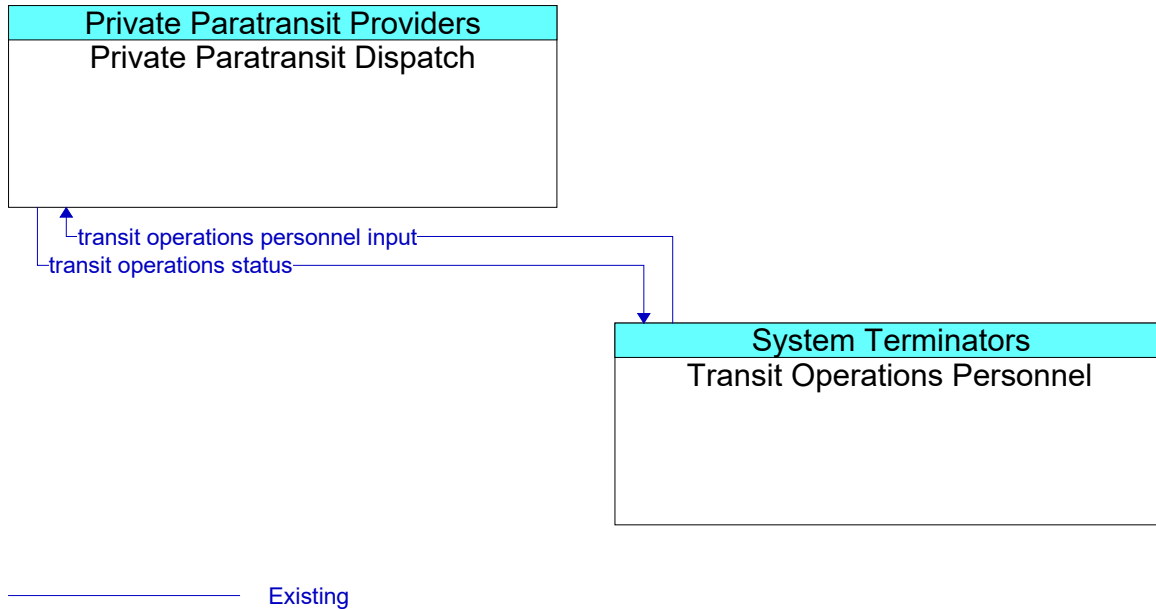 Private Paratransit Providers
Private Paratransit Dispatch
transit operations personnel input
transit operations status
System Terminators
Transit Operations Personnel
Existing